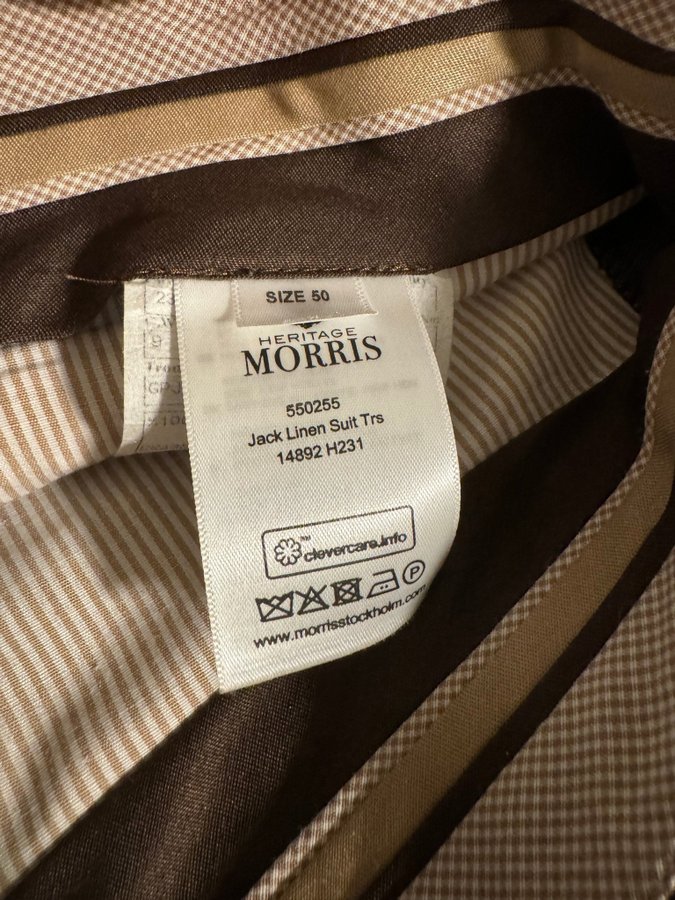 SIZE 50
HERITAGE
MORRIS
550255
Jack Linen Suit Trs
14892 H231
clevercare.info
P
www.morrisstockholm.com